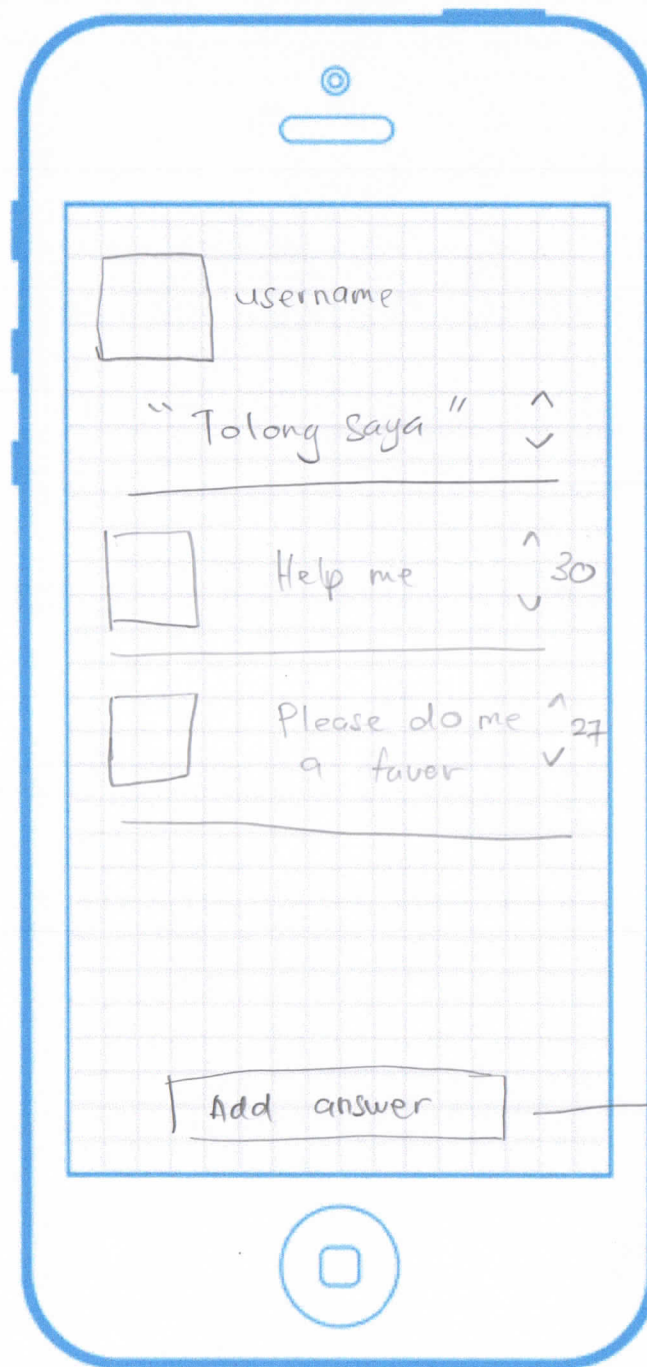 username
"Tolong saya"
Help me
30
Please do me
27
a favor
Add answer